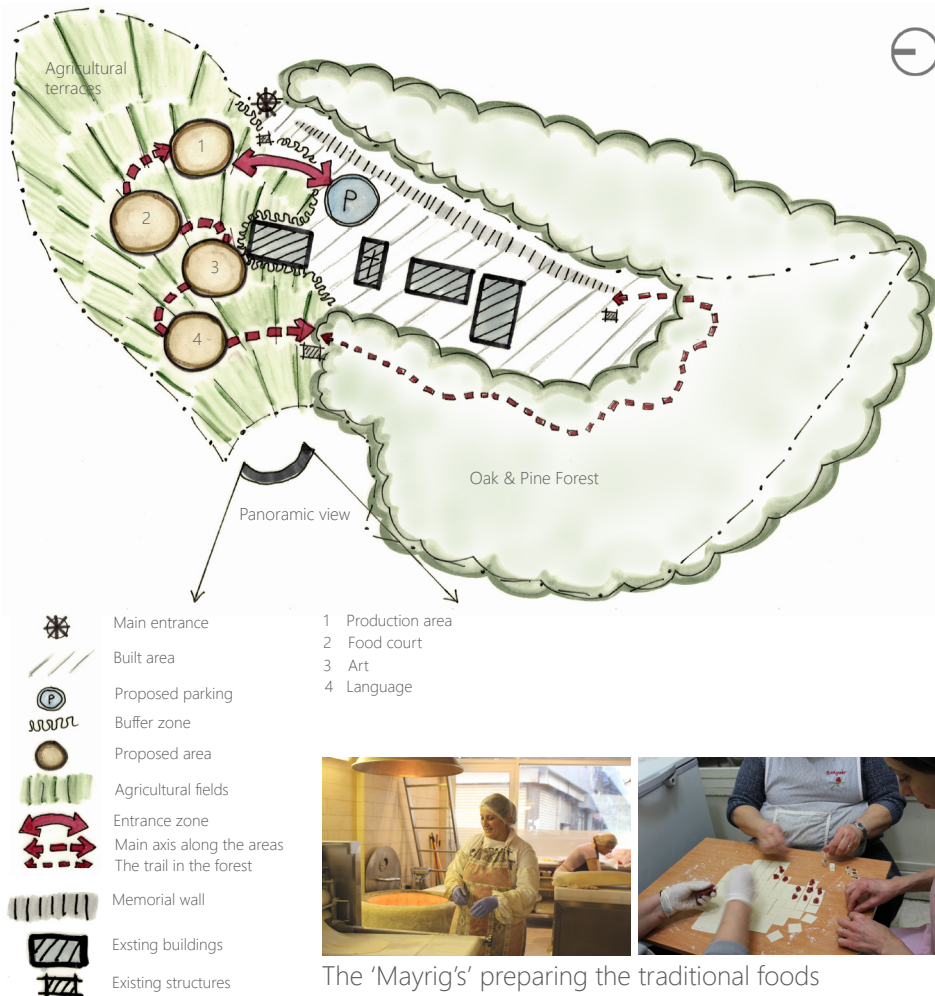 Agricultural
terraces
1
2
3
4
P
Oak & Pine Forest
Panoramic view
Main entrance
Built area
P
Proposed parking
Buffer zone
Proposed area
Agricultural fields
Entrance zone
Main axis along the areas
The trail in the forest
Memorial wall
Exsting buildings
Existing structures
1 Production area
2 Food court
3 Art
4 Language
The ‘Mayrig’s’ preparing the traditional foods